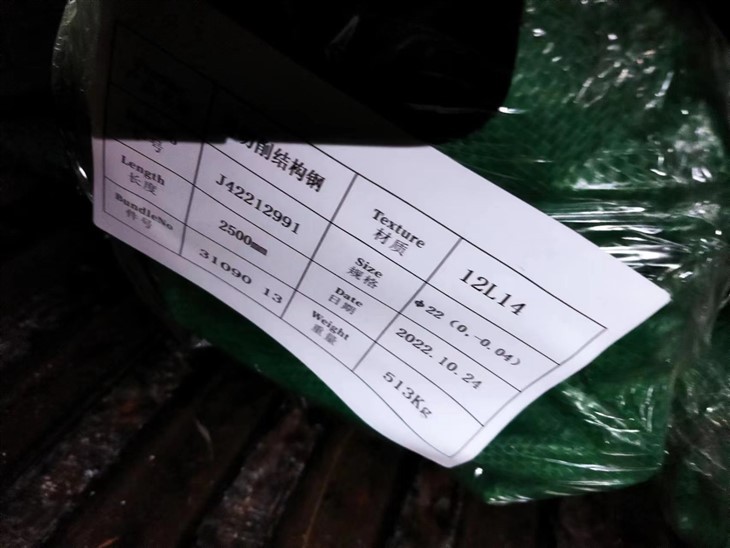 削结构钢
Texture
材质
12L14
号
J42212991
Size
规格
Φ22 (0,-0.04)
Length
长度
2500mm
Date
日期
2022.10.24
BundleNo
件号
31090 13
Weight
重量
513Kg